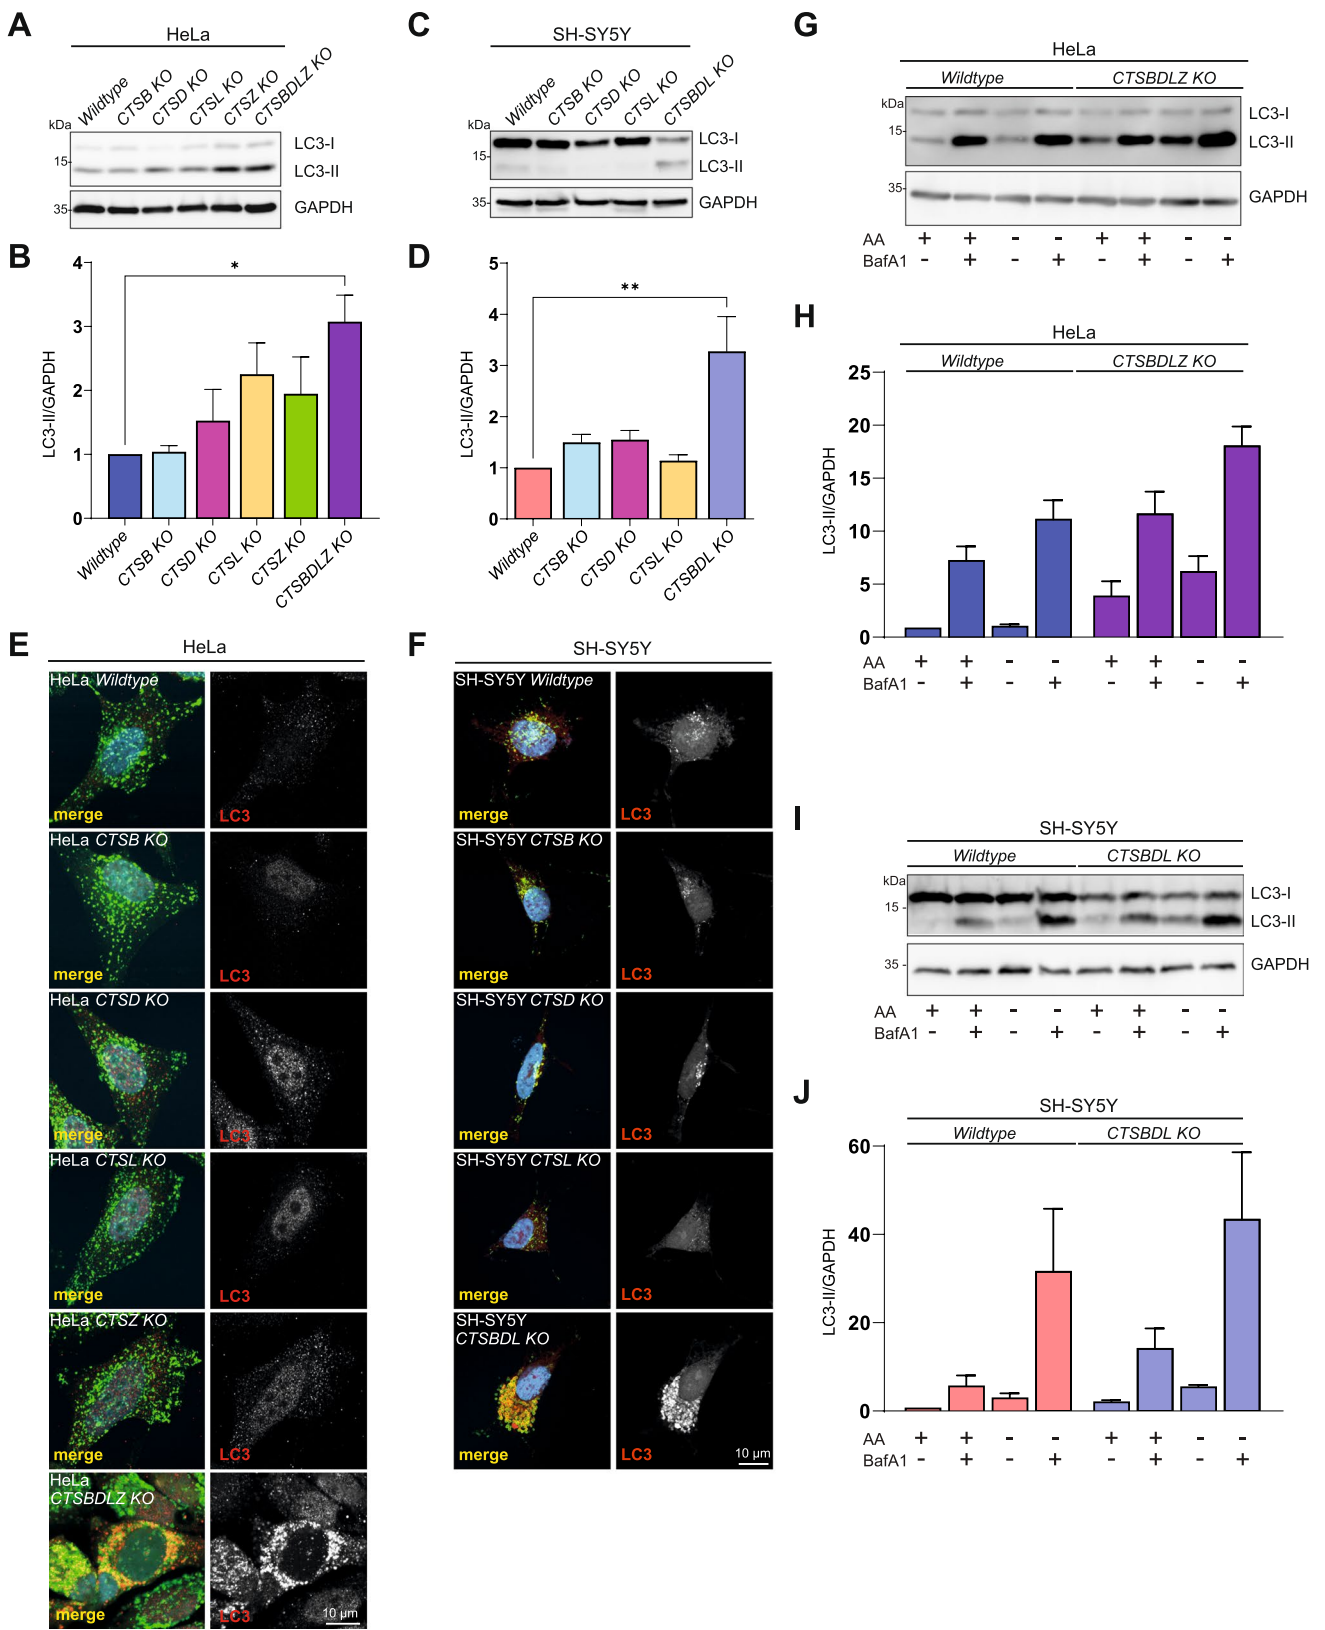 A
HeLa
Wildtype
CTSB KO
CTSD KO
CTSL KO
CTSZ KO
CTSBDLZ KO
kDa
15
LC3-I
LC3-II
35
GAPDH
B
LC3-II/GAPDH
4
3
2
1
0
*
Wildtype
CTSB KO
CTSD KO
CTSL KO
CTSZ KO
CTSBDLZ KO
C
SH-SY5Y
Wildtype
CTSB KO
CTSD KO
CTSL KO
CTSBDL KO
kDa
15-
LC3-I
LC3-II
35-
GAPDH
D
LC3-II/GAPDH
5
4
3
2
1
0
**
Wildtype
CTSB KO
CTSD KO
CTSL KO
CTSBDL KO
E
HeLa
HeLa Wildtype
merge
LC3
HeLa CTSB KO
merge
LC3
HeLa CTSD KO
merge
LC3
HeLa CTSL KO
merge
LC3
HeLa CTSZ KO
merge
LC3
HeLa
CTSBDLZ KO
merge
LC3
10 µm
F
SH-SY5Y
SH-SY5Y Wildtype
merge
LC3
SH-SY5Y CTSB KO
merge
LC3
SH-SY5Y CTSD KO
merge
LC3
SH-SY5Y CTSL KO
merge
LC3
SH-SY5Y
CTSBDL KO
merge
LC3
10 µm
G
HeLa
Wildtype CTSBDLZ KO
kDa
15
LC3-I
LC3-II
35
GAPDH
AA + + - - + + - -
BafA1 - + - + - + - +
H
HeLa
Wildtype CTSBDLZ KO
LC3-II/GAPDH
25
20
15
10
5
0
AA + + - - + + - -
BafA1 - + - + - + - +
I
SH-SY5Y
Wildtype CTSBDL KO
kDa
15 -
LC3-I
LC3-II
35 -
GAPDH
AA + + - - + + - -
BafA1 - + - + - + - +
J
SH-SY5Y
Wildtype CTSBDL KO
LC3-II/GAPDH
60
40
20
0
AA + + - - + + - -
BafA1 - + - + - + - +